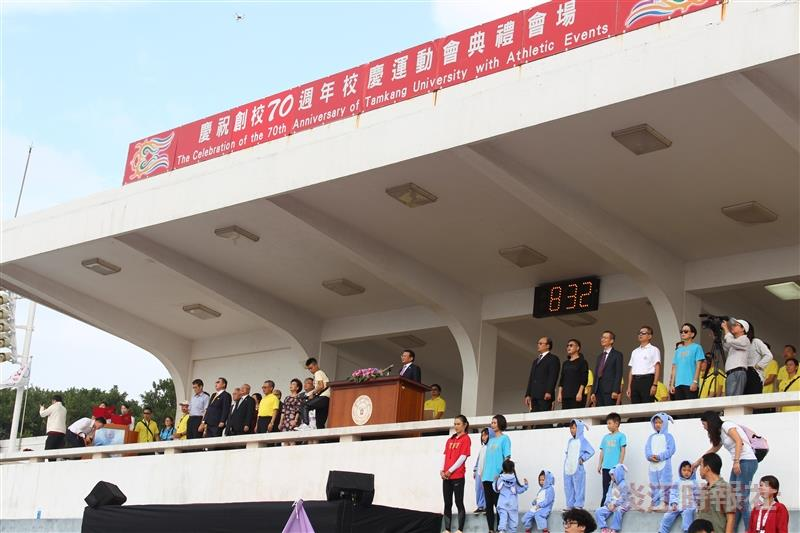 慶祝創校70週年校慶運動會典禮會場
The Celebration of the 70th Anniversary of Tamkang University with Athletic Events
832
淡江時報社